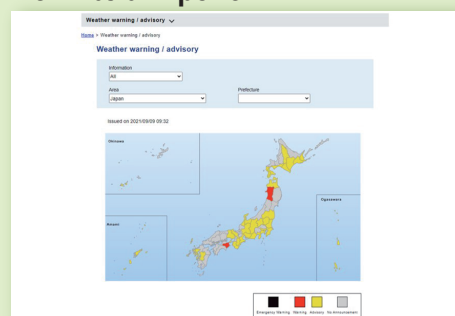 Weather warning / advisory
Home > Weather warning / advisory
Weather warning / advisory
Information
All
Area
Prefecture
Japan
Issued on 2021/09/09 09:32
Okinawa
Ogasawara
Amami
Emergency Warning Warning Advisory No Announcement